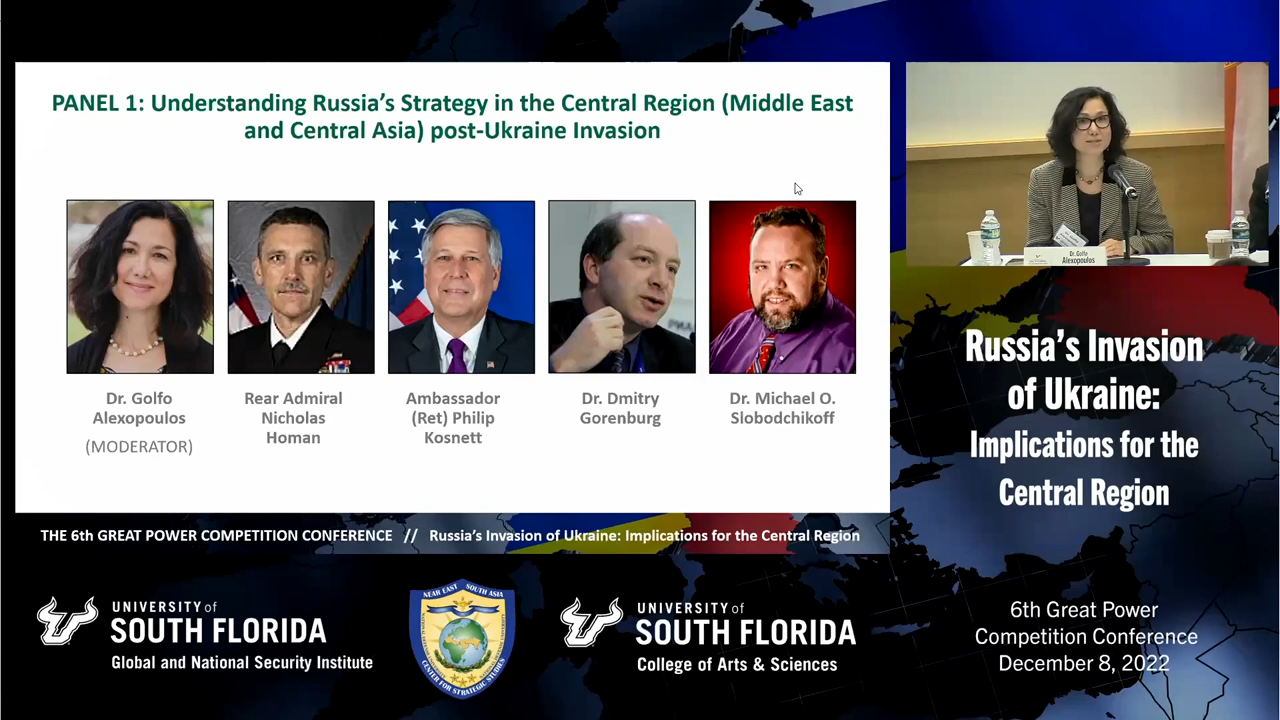 PANEL 1: Understanding Russia's Strategy in the Central Region (Middle East
and Central Asia) post-Ukraine Invasion
Dr. Golfo
Alexopoulos
(MODERATOR)
Rear Admiral
Nicholas
Homan
Ambassador
(Ret) Philip
Kosnett
Dr. Dmitry
Gorenburg
Dr. Michael O.
Slobodchikoff
Dr. Golfo
Alexopoulos
Russia's Invasion
of Ukraine:
Implications for the
Central Region
THE 6th GREAT POWER COMPETITION CONFERENCE // Russia's Invasion of Ukraine: Implications for the Central Region
UNIVERSITY of
SOUTH FLORIDA
Global and National Security Institute
NEAR EAST SOUTH ASIA
CENTER FOR STRATEGIC STUDIES
UNIVERSITY of
SOUTH FLORIDA
College of Arts & Sciences
6th Great Power
Competition Conference
December 8, 2022